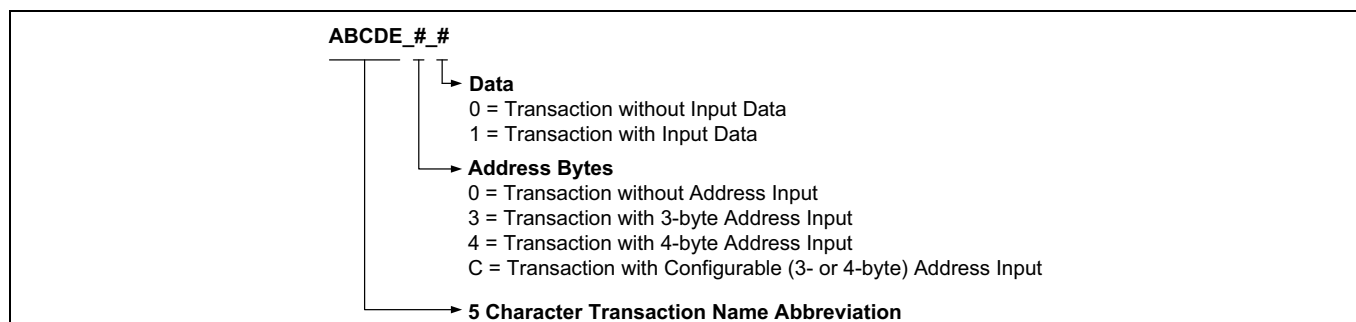 ABCDE_#_#
Data
0 = Transaction without Input Data
1 = Transaction with Input Data
Address Bytes
0 = Transaction without Address Input
3 = Transaction with 3-byte Address Input
4 = Transaction with 4-byte Address Input
C = Transaction with Configurable (3- or 4-byte) Address Input
5 Character Transaction Name Abbreviation